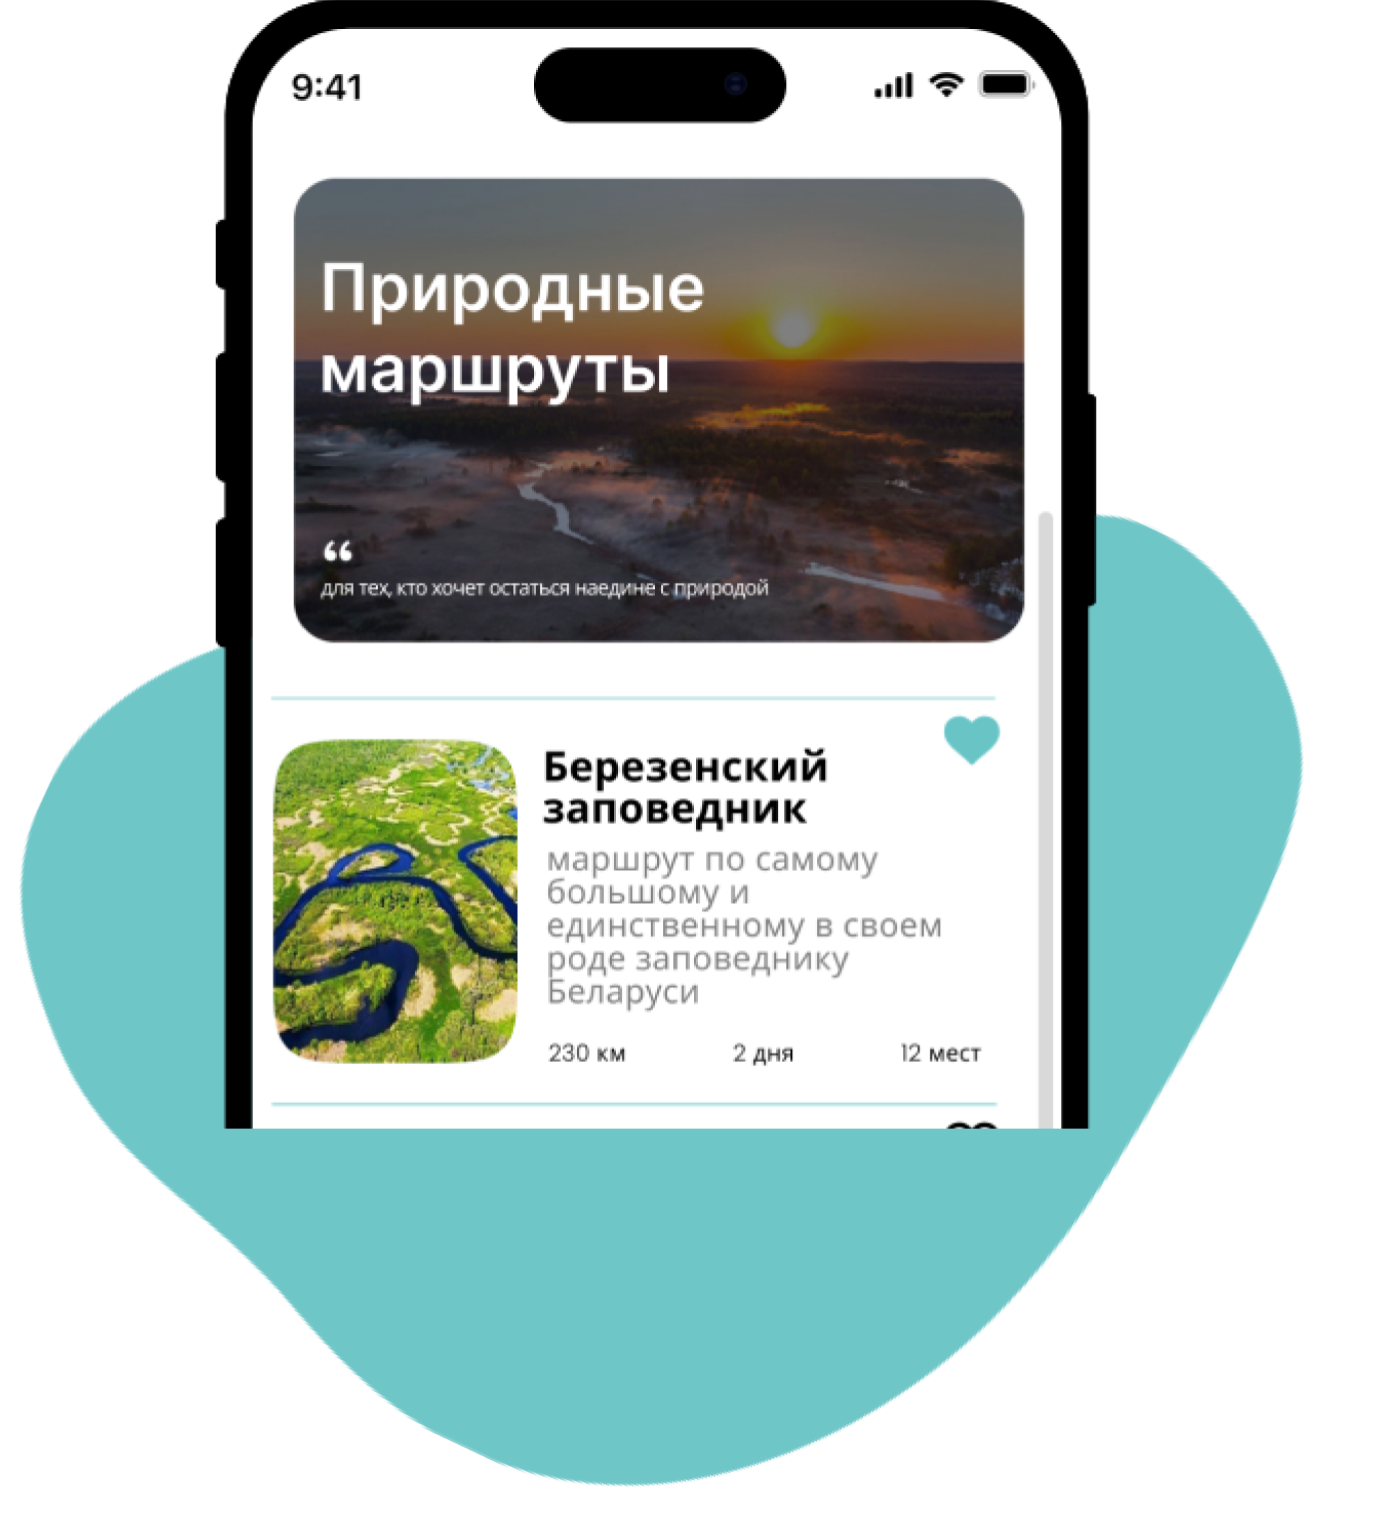 9:41
Природные
маршруты
“
для тех, кто хочет остаться наедине с природой
Березенский
заповедник
маршрут по самому
большому и
единственному в своем
роде заповеднику
Беларуси
230 км 2 дня 12 мест